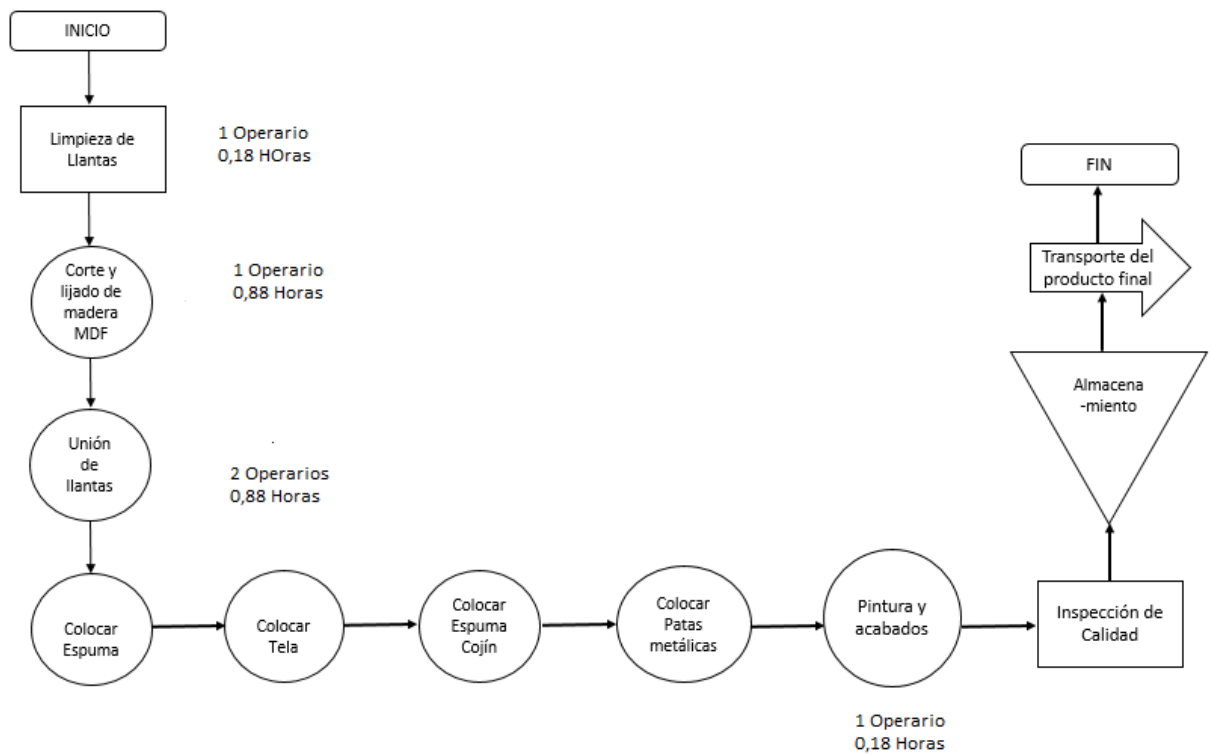 INICIO
Limpieza de
Llantas
1 Operario
0,18 HOras
Corte y
lijado de
madera
MDF
1 Operario
0,88 Horas
Unión
de
llantas
2 Operarios
0,88 Horas
Colocar
Espuma
Colocar
Tela
Colocar
Espuma
Cojín
Colocar
Patas
metálicas
Pintura y
acabados
1 Operario
0,18 Horas
Inspección de
Calidad
Almacena
-miento
Transporte del
producto final
FIN